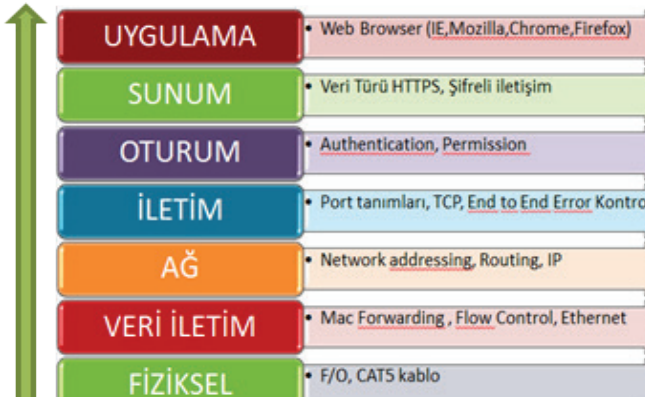 UYGULAMA
• Web Browser (IE,Mozilla,Chrome,Firefox)
SUNUM
• Veri Türü HTTPS, Şifreli iletişim
OTURUM
• Authentication, Permission
İLETİM
• Port tanımları, TCP, End to End Error Kontro
AĞ
• Network addressing, Routing, IP
VERİ İLETİM
• Mac Forwarding , Flow Control, Ethernet
FİZİKSEL
• F/O, CAT5 kablo